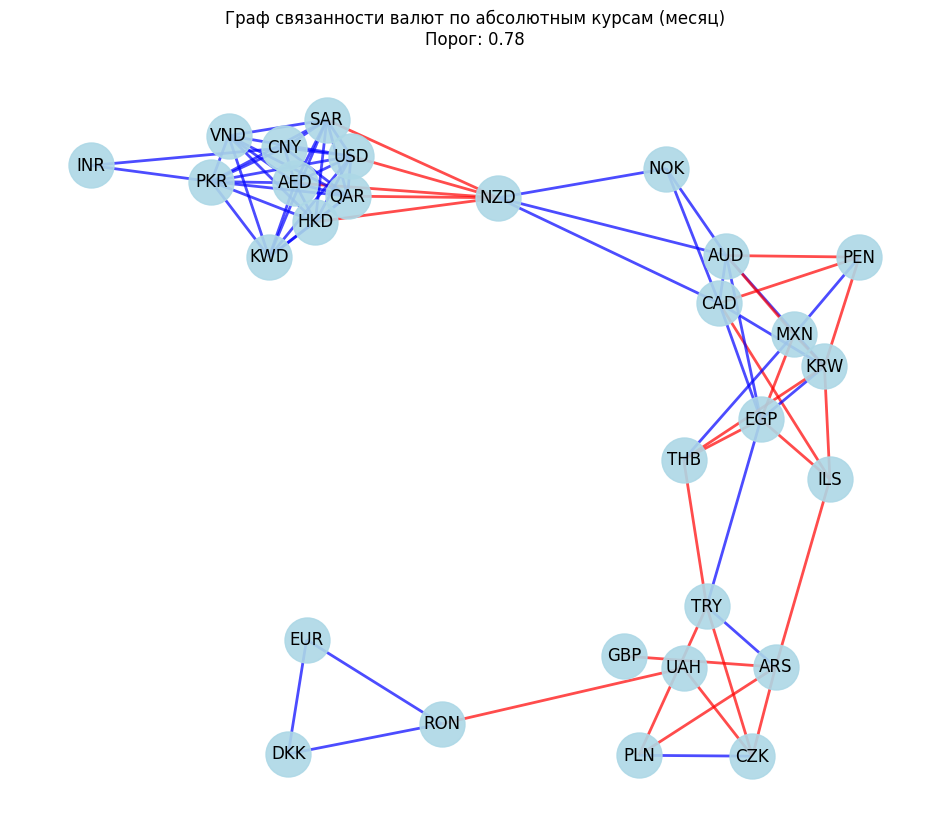 Граф связанности валют по абсолютным курсам (месяц)
Порог: 0.78
SAR
VND
CNY
USD
INR
NOK
PKR
AED
QAR
NZD
HKD
KWD
AUD
PEN
CAD
MXN
KRW
EGP
THB
ILS
TRY
EUR
GBP
UAH
ARS
RON
DKK
PLN
CZK